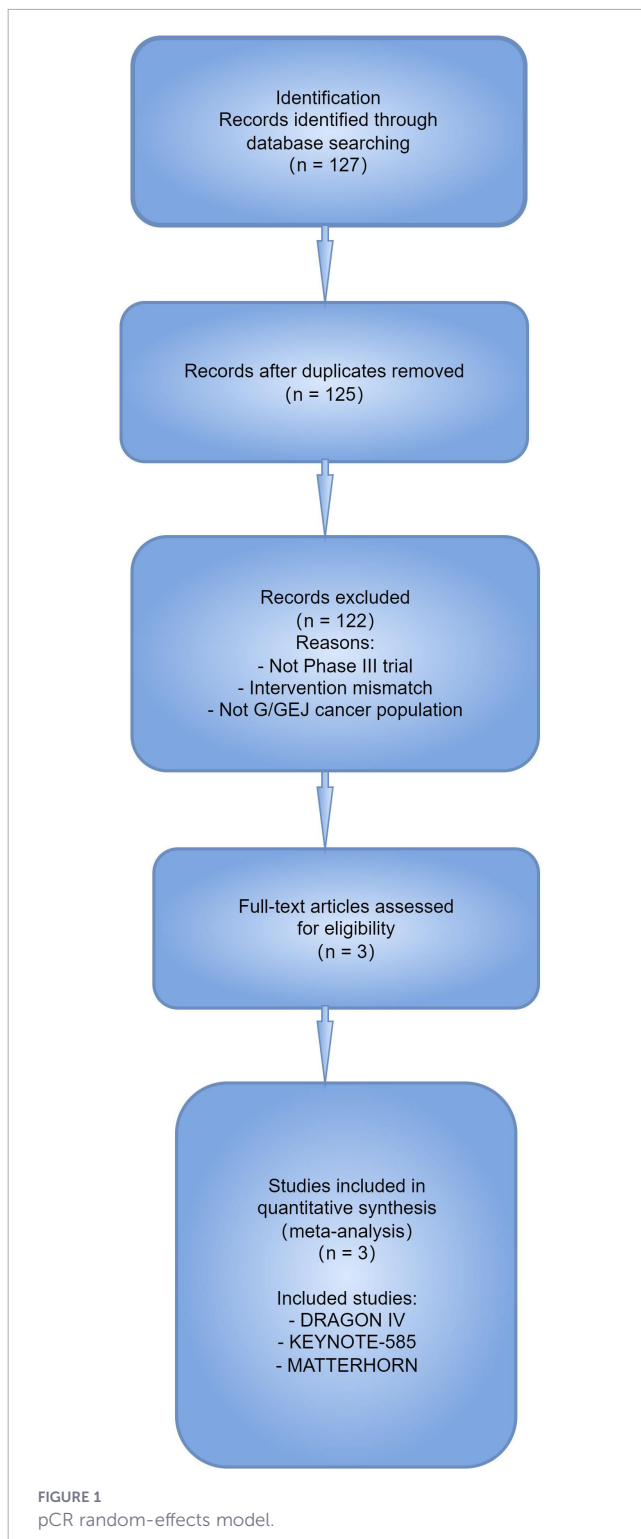 Identification
Records identified through
database searching
(n = 127)
Records after duplicates removed
(n = 125)
Records excluded
(n = 122)
Reasons:
- Not Phase III trial
- Intervention mismatch
- Not G/GEJ cancer population
Full-text articles assessed
for eligibility
(n = 3)
Studies included in
quantitative synthesis
(meta-analysis)
(n = 3)
Included studies:
- DRAGON IV
- KEYNOTE-585
- MATTERHORN
FIGURE 1
pCR random-effects model.